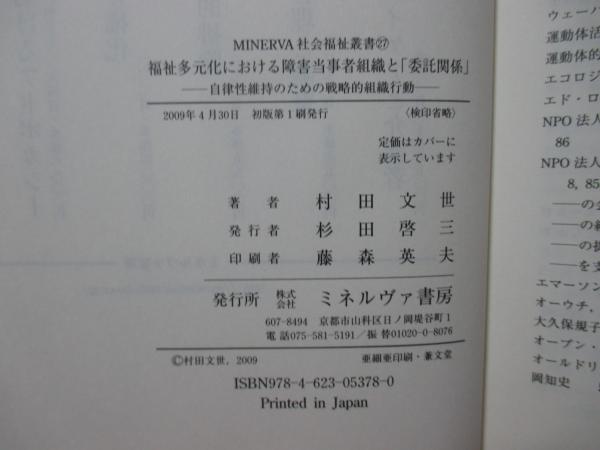 MINERVA 社会福祉叢書㉗
福祉多元化における障害当事者組織と「委託関係」
——自律性維持のための戦略的組織行動——
2009年4月30日 初版第1刷発行 〈検印省略〉
定価はカバーに
表示しています
著者 村田文世
発行者 杉田啓三
印刷者 藤森英夫
発行所 株式会社 ミネルヴァ書房
607-8494 京都市山科区日ノ岡堤谷町1
電話 075-581-5191／振替 01020-0-8076
©村田文世, 2009 亜細亜印刷・兼文堂
ISBN978-4-623-05378-0
Printed in Japan
ウェーバ
運動体活
運動体的
エコロジ
エド・ロ
NPO 法人
86
NPO 法人
8, 85
——の公
——の組
——の提
——を支
エマーソン
オーウチ,
大久保規子
オープン・
オールドリ
岡知史